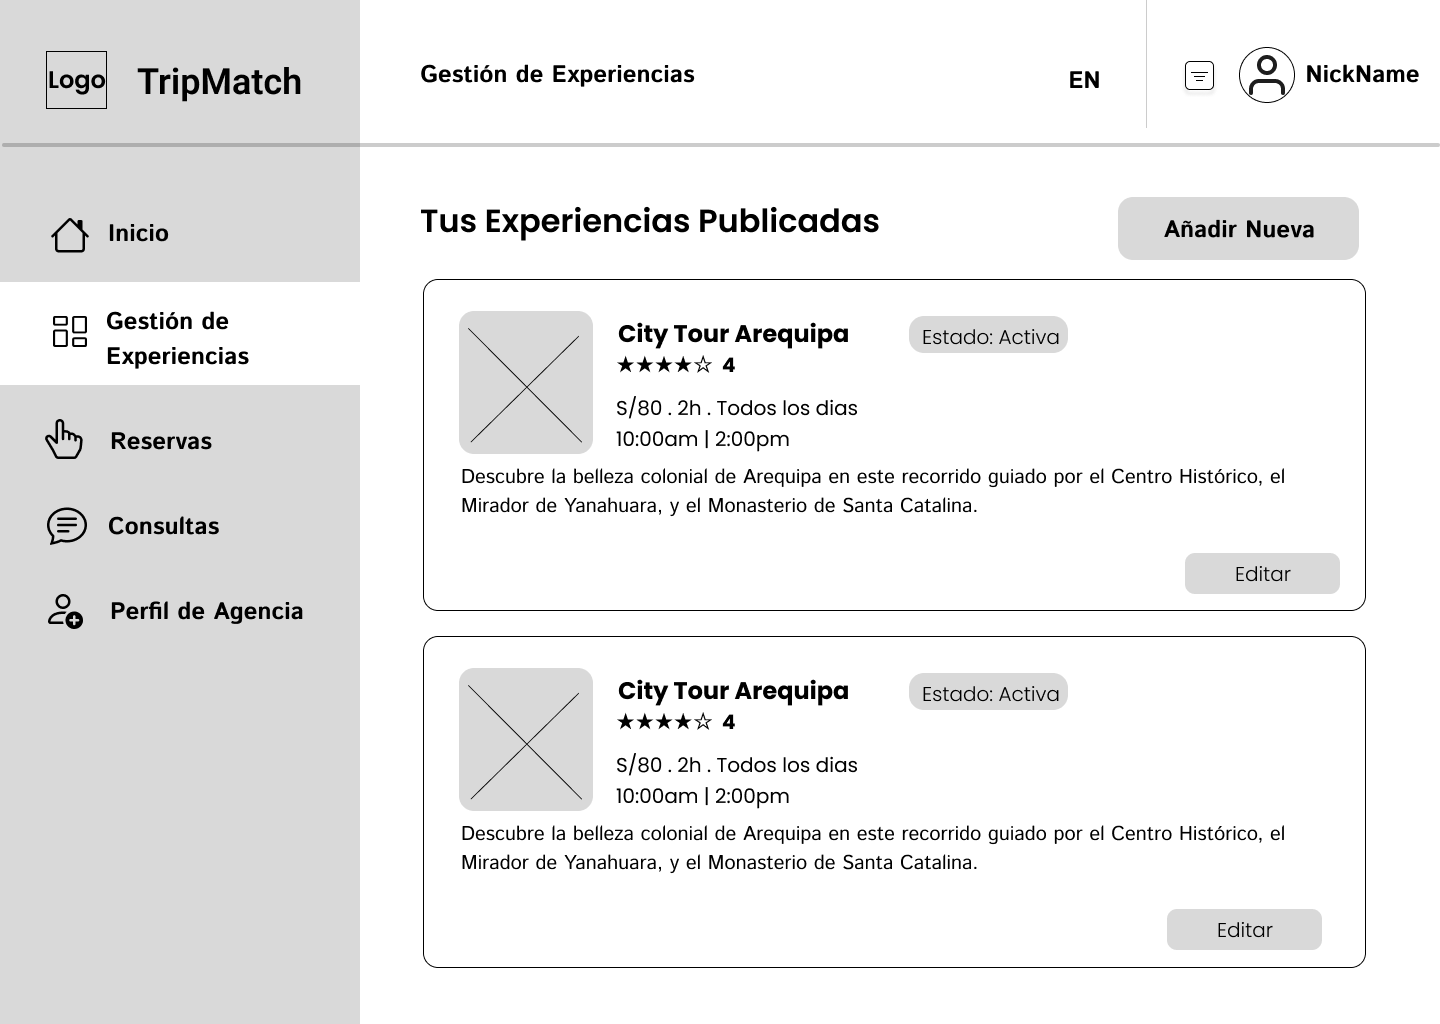 Logo
TripMatch
Gestión de Experiencias
EN
NickName
Inicio
Gestión de
Experiencias
Reservas
Consultas
Perfil de Agencia
Tus Experiencias Publicadas
Añadir Nueva
City Tour Arequipa
Estado: Activa
★★★★☆ 4
S/80 . 2h . Todos los dias
10:00am | 2:00pm
Descubre la belleza colonial de Arequipa en este recorrido guiado por el Centro Histórico, el
Mirador de Yanahuara, y el Monasterio de Santa Catalina.
Editar
City Tour Arequipa
Estado: Activa
★★★★☆ 4
S/80 . 2h . Todos los dias
10:00am | 2:00pm
Descubre la belleza colonial de Arequipa en este recorrido guiado por el Centro Histórico, el
Mirador de Yanahuara, y el Monasterio de Santa Catalina.
Editar